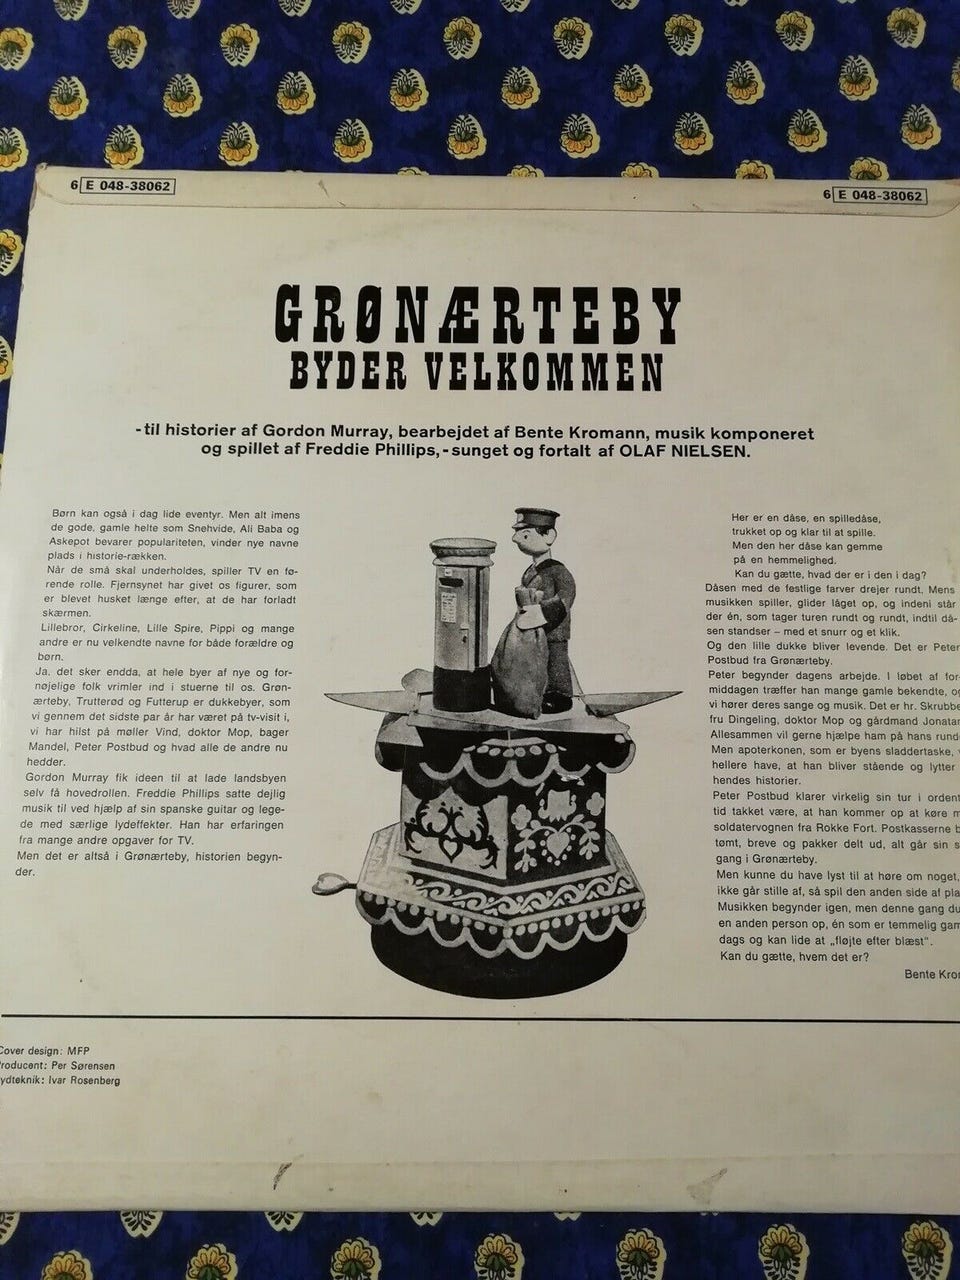 6 E 048-38062
6 E 048-38062
GRØNÆRTEBY
BYDER VELKOMMEN
-til historier af Gordon Murray, bearbejdet af Bente Kromann, musik komponeret
og spillet af Freddie Phillips,-sunget og fortalt af OLAF NIELSEN.
Børn kan også i dag lide eventyr. Men alt imens
de gode, gamle helte som Snehvide, Ali Baba og
Askepot bevarer populariteten, vinder nye navne
plads i historie-rækken.
Når de små skal underholdes, spiller TV en fø-
rende rolle. Fjernsynet har givet os figurer, som
er blevet husket længe efter, at de har forladt
skærmen.
Lillebror, Cirkeline, Lille Spire, Pippi og mange
andre er nu velkendte navne for både forældre og
børn.
Ja, det sker endda, at hele byer af nye og for-
nøjelige folk vrimler ind i stuerne til os. Grøn-
ærteby, Trutterød og Futterup er dukkebyer, som
vi gennem det sidste par år har været på tv-visit i,
vi har hilst på møller Vind, doktor Mop, bager
Mandel, Peter Postbud og hvad alle de andre nu
hedder.
Gordon Murray fik ideen til at lade landsbyen
selv få hovedrollen. Freddie Phillips satte dejlig
musik til ved hjælp af sin spanske guitar og lege-
de med særlige lydeffekter. Han har erfaringen
fra mange andre opgaver for TV.
Men det er altså i Grønærteby, historien begyn-
der.
Her er en dåse, en spilledåse,
trukket op og klar til at spille.
Men den her dåse kan gemme
på en hemmelighed.
Kan du gætte, hvad der er i den i dag?
Dåsen med de festlige farver drejer rundt. Mens
musikken spiller, glider låget op, og indeni står
der én, som tager turen rundt og rundt, indtil då-
sen standser – med et snurr og et klik.
Og den lille dukke bliver levende. Det er Peter
Postbud fra Grønærteby.
Peter begynder dagens arbejde. I løbet af for-
middagen træffer han mange gamle bekendte, og
vi hører deres sange og musik. Det er hr. Skrubbe
fru Dingeling, doktor Mop og gårdmand Jonatan
Allesammen vil gerne hjælpe ham på hans runde
Men apoterkonen, som er byens sladdertaske,
hellere have, at han bliver stående og lytter
hendes historier.
Peter Postbud klarer virkelig sin tur i ordent
tid takket være, at han kommer op at køre m
soldatervognen fra Rokke Fort. Postkasserne b
tømt, breve og pakker delt ud, alt går sin s
gang i Grønærteby.
Men kunne du have lyst til at høre om noget,
ikke går stille af, så spil den anden side af pla
Musikken begynder igen, men denne gang du
en anden person op, én som er temmelig gam
dags og kan lide at „fløjte efter blæst".
Kan du gætte, hvem det er?
Bente Kro
Cover design: MFP
roducent: Per Sørensen
ydteknik: Ivar Rosenberg